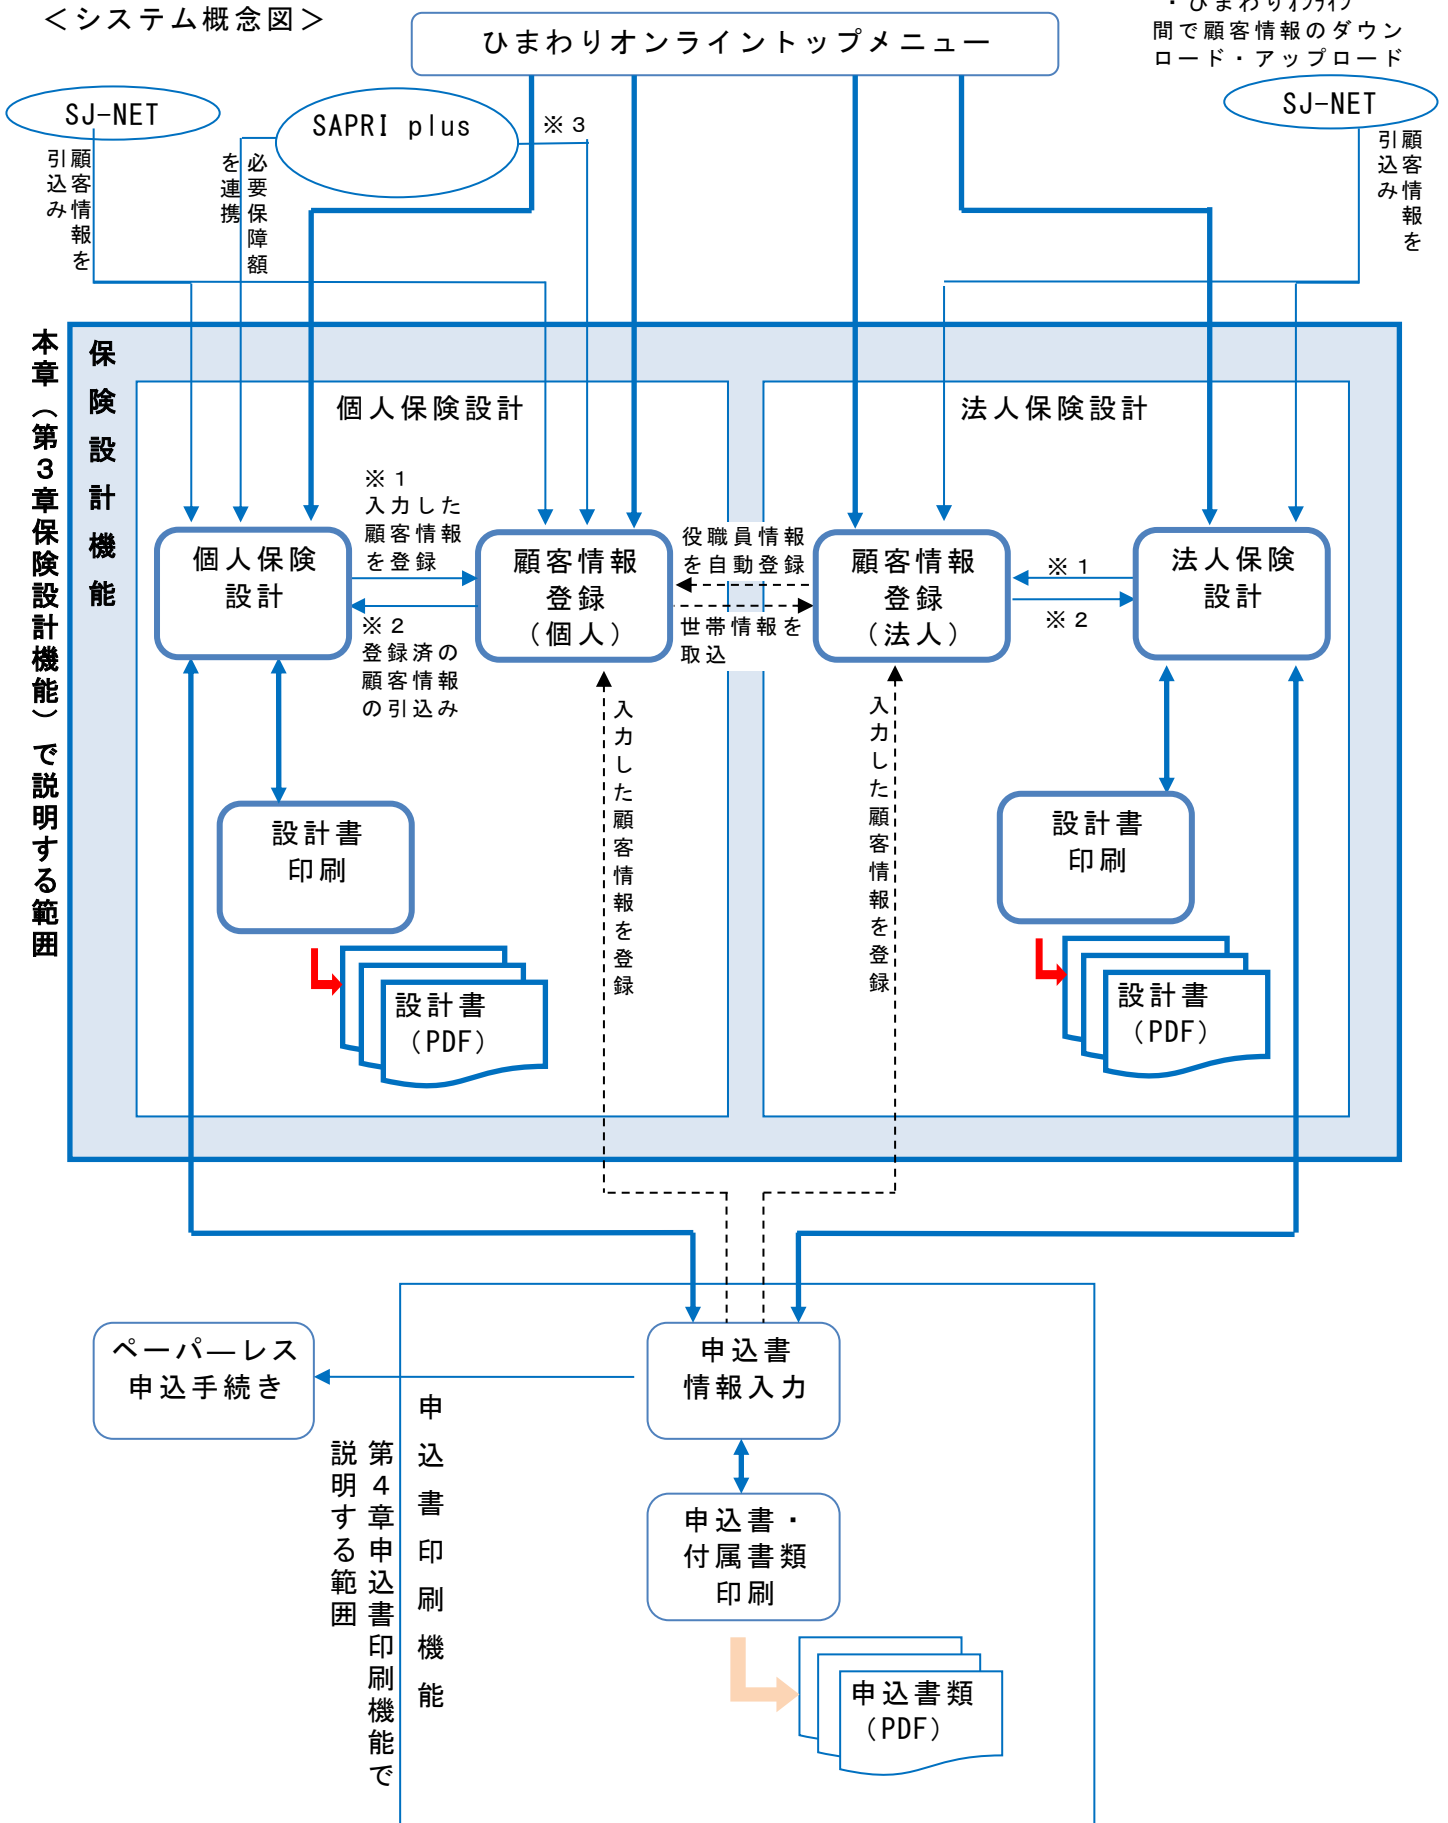 ＜システム概念図＞
・ひまわりｵﾝﾗｲﾝ
間で顧客情報のダウン
ロード・アップロード
ひまわりオンライントップメニュー
SJ-NET
SAPRI plus
※３
SJ-NET
顧客情報を
引込み
必要保障額
を連携
顧客情報を
引込み
本章（第３章保険設計機能）で説明する範囲
保険設計機能
個人保険設計
法人保険設計
※１
入力した
顧客情報
を登録
個人保険
設計
顧客情報
登録
（個人）
役職員情報
を自動登録
顧客情報
登録
（法人）
※１
法人保険
設計
※２
登録済の
顧客情報
の引込み
世帯情報を
取込
※２
入力した顧客情報を登録
入力した顧客情報を登録
設計書
印刷
設計書
印刷
設計書
（PDF）
設計書
（PDF）
ペーパ―レス
申込手続き
申込書
情報入力
申込書印刷機能
第４章申込書印刷機能で
説明する範囲
申込書・
付属書類
印刷
申込書類
（PDF）